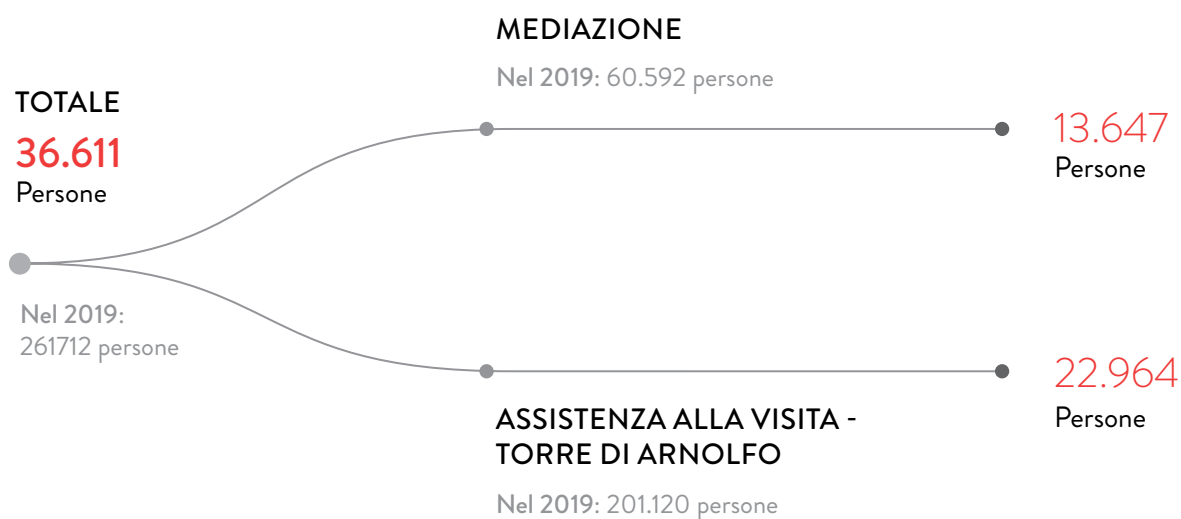 TOTALE
36.611
Persone
Nel 2019:
261712 persone
MEDIAZIONE
Nel 2019: 60.592 persone
13.647
Persone
ASSISTENZA ALLA VISITA -
TORRE DI ARNOLFO
Nel 2019: 201.120 persone
22.964
Persone